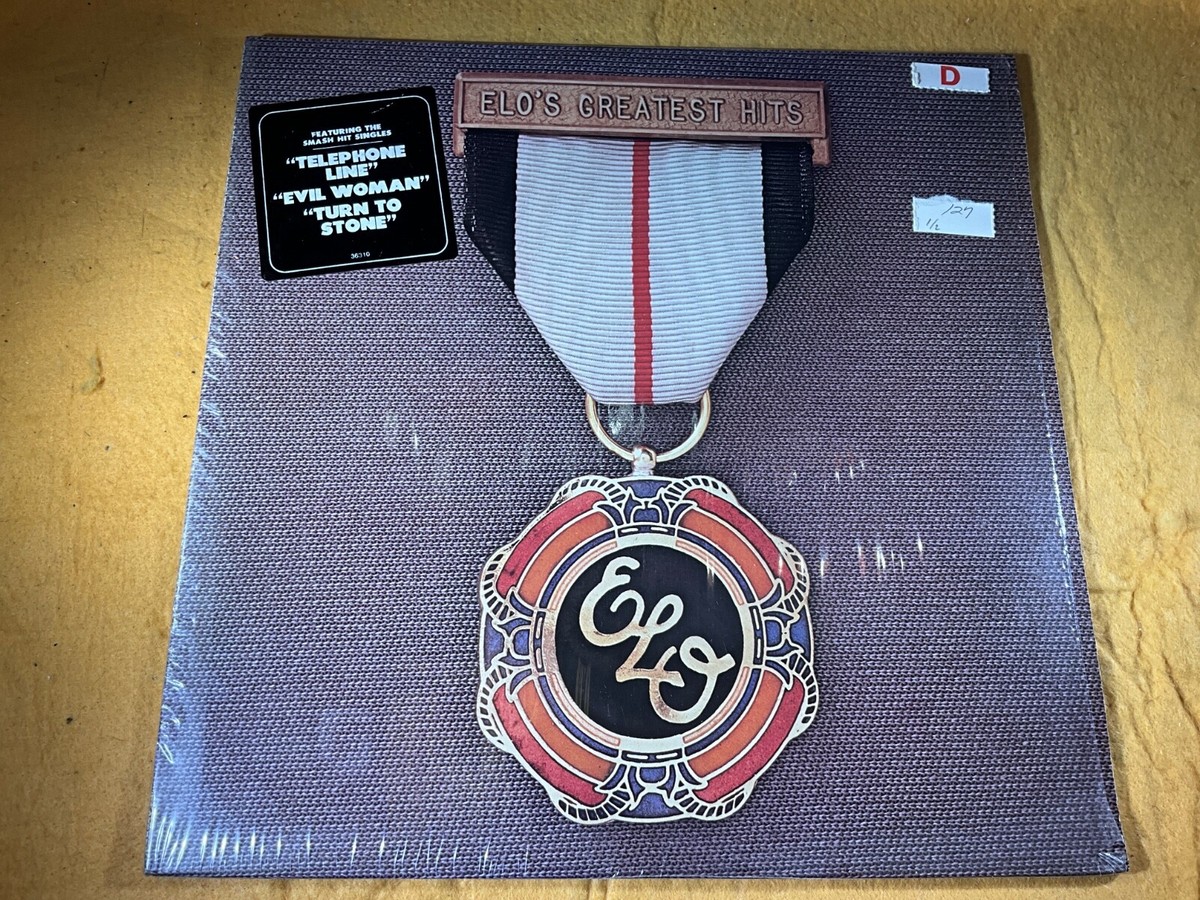 ELO'S GREATEST HITS
D
FEATURING THE
SMASH HIT SINGLES
"TELEPHONE
LINE"
"EVIL WOMAN"
"TURN TO
STONE"
36310
127
1/2
ELO